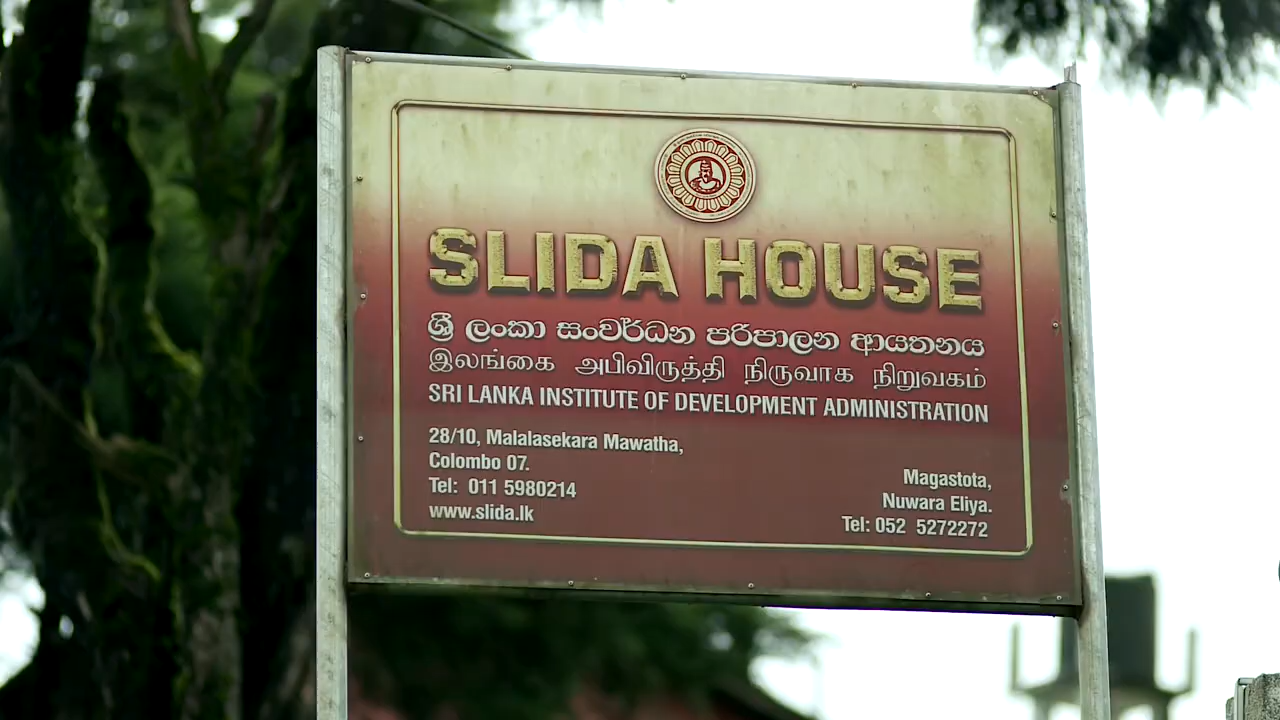 SLIDA HOUSE
ශ්‍රී ලංකා සංවර්ධන පරිපාලන ආයතනය
இலங்கை அபிவிருத்தி நிருவாக நிறுவகம்
SRI LANKA INSTITUTE OF DEVELOPMENT ADMINISTRATION
28/10, Malalasekara Mawatha,
Colombo 07.
Tel: 011 5980214
www.slida.lk
Magastota,
Nuwara Eliya.
Tel: 052 5272272